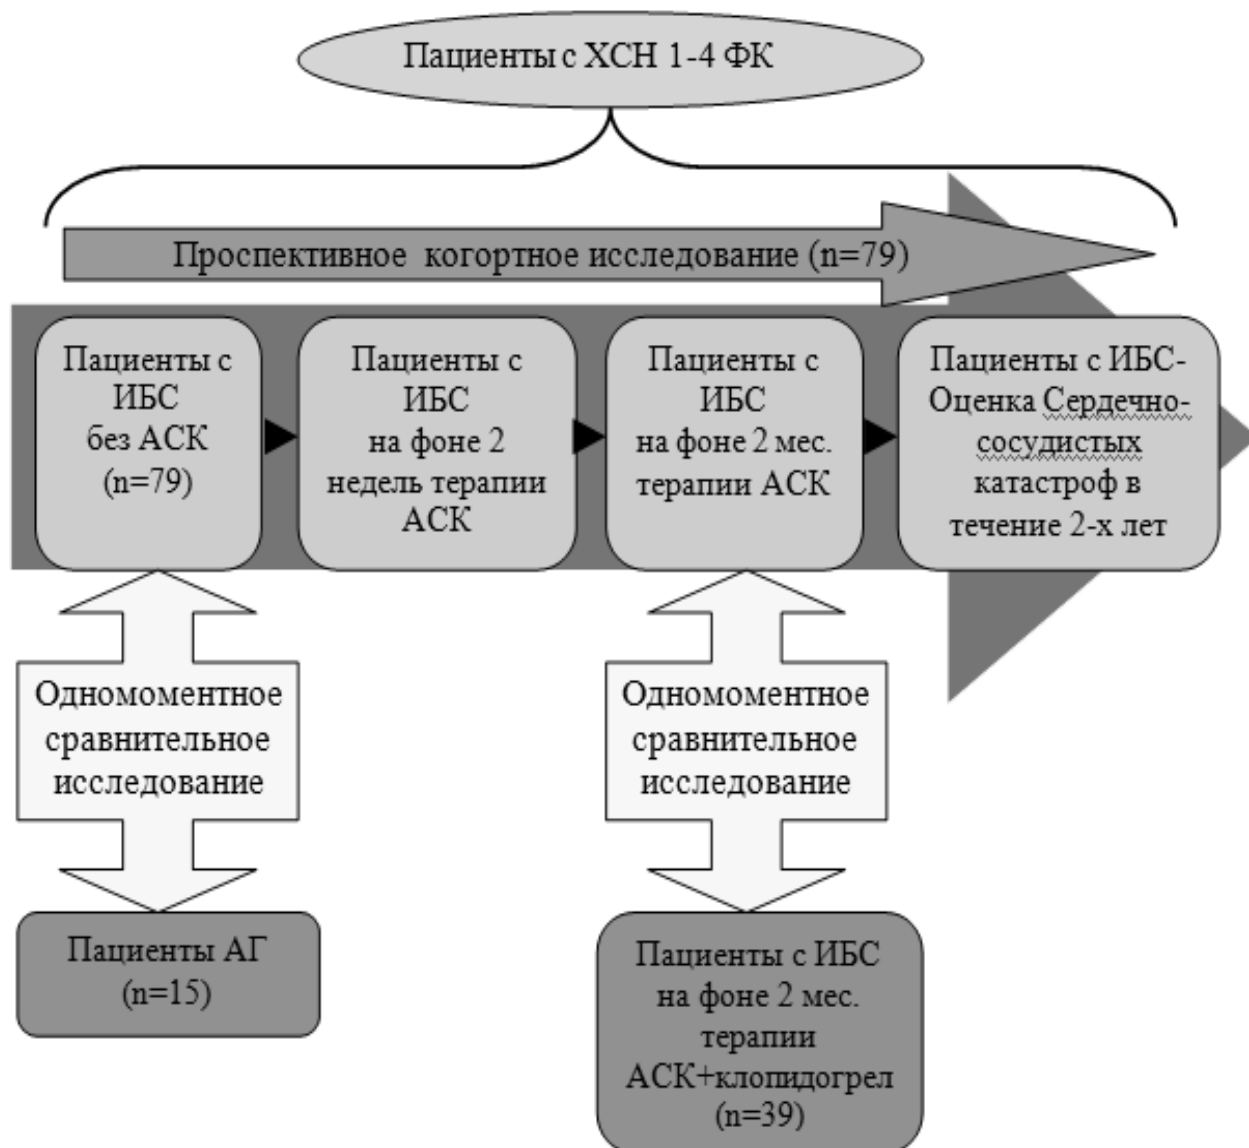 Пациенты с ХСН 1-4 ФК
Проспективное когортное исследование (n=79)
Пациенты с
ИБС
без АСК
(n=79)
Пациенты с
ИБС
на фоне 2
недель терапии
АСК
Пациенты с
ИБС
на фоне 2 мес.
терапии АСК
Пациенты с ИБС-
Оценка Сердечно-
сосудистых
катастроф в
течение 2-х лет
Одномоментное
сравнительное
исследование
Одномоментное
сравнительное
исследование
Пациенты АГ
(n=15)
Пациенты с ИБС
на фоне 2 мес.
терапии
АСК+клопидогрел
(n=39)